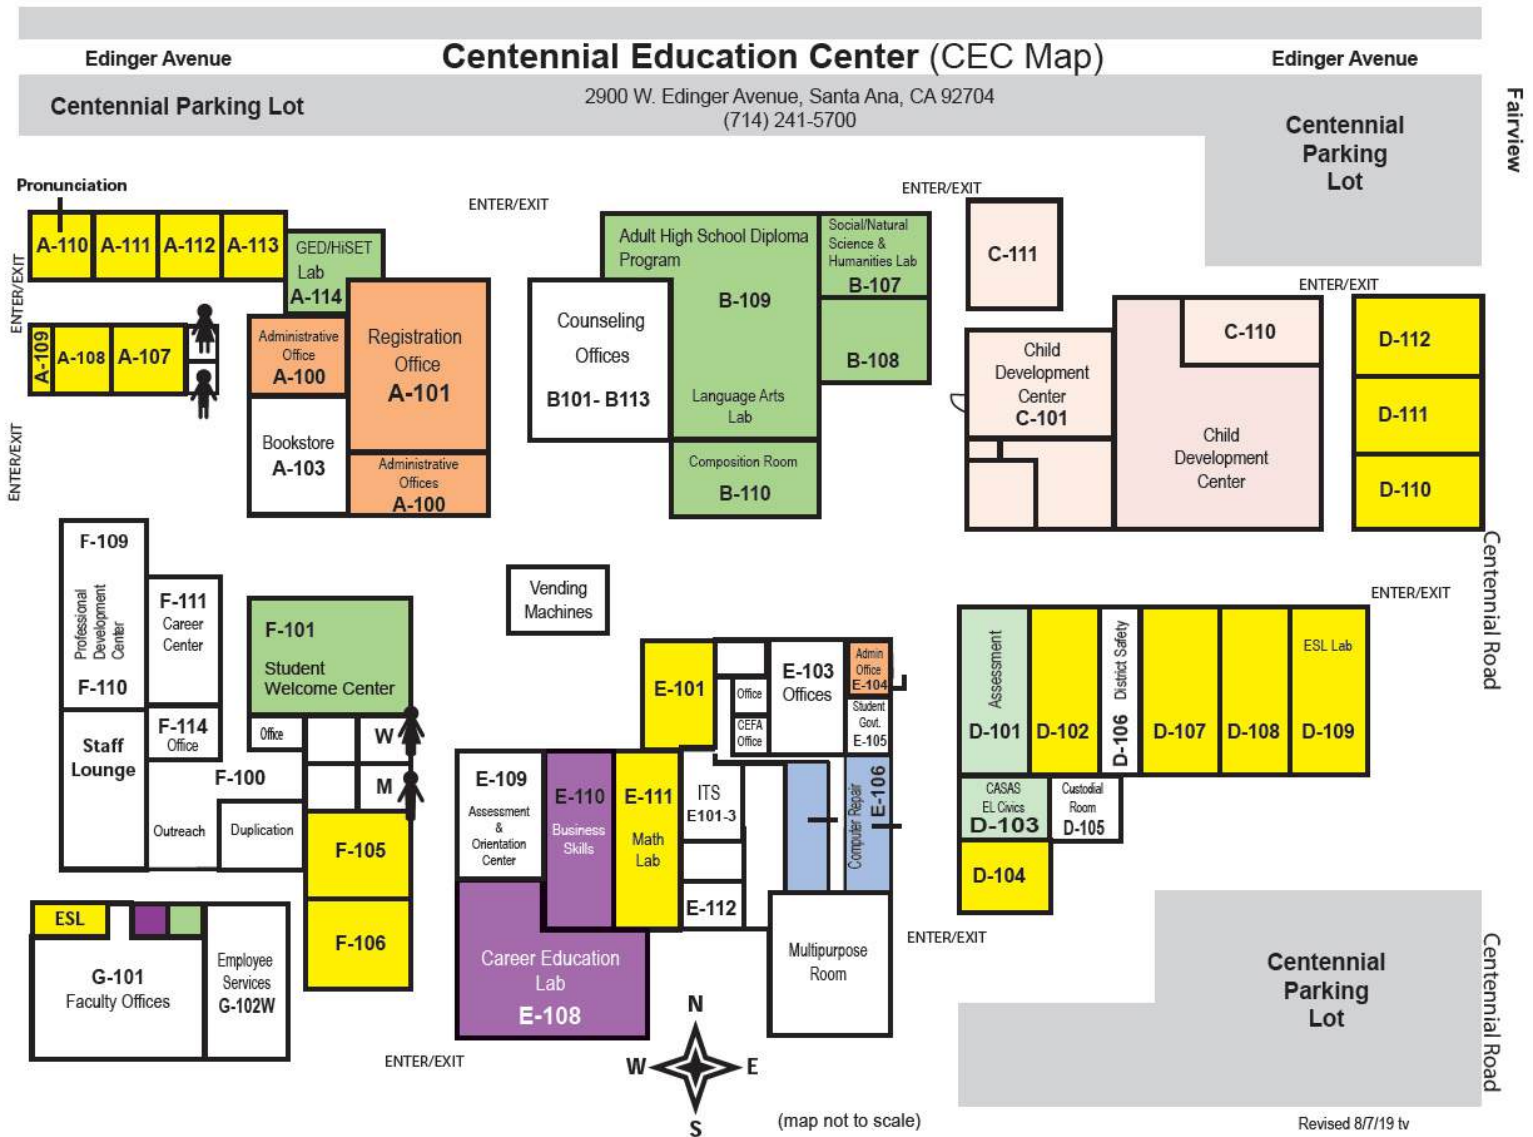 Edinger Avenue
Centennial Education Center (CEC Map)
Edinger Avenue
Centennial Parking Lot
2900 W. Edinger Avenue, Santa Ana, CA 92704
(714) 241-5700
Centennial
Parking
Lot
Fairview
Pronunciation
ENTER/EXIT
ENTER/EXIT
ENTER/EXIT
A-110
A-111
A-112
A-113
GED/HiSET
Lab
A-114
A-109
A-108
A-107
Administrative
Office
A-100
Registration
Office
A-101
ENTER/EXIT
Bookstore
A-103
Administrative
Offices
A-100
Adult High School Diploma
Program
B-109
Language Arts
Lab
Social/Natural
Science &
Humanities Lab
B-107
B-108
Counseling
Offices
B101- B113
Composition Room
B-110
C-111
ENTER/EXIT
C-110
Child
Development
Center
C-101
Child
Development
Center
D-112
D-111
D-110
Centennial Road
F-109
Professional
Development
Center
F-110
F-111
Career
Center
F-114
Office
Staff
Lounge
F-101
Student
Welcome Center
Office
W
M
F-100
Outreach
Duplication
F-105
F-106
ESL
G-101
Faculty Offices
Employee
Services
G-102W
Vending
Machines
E-101
Office
CEFA
Office
E-103
Offices
Admin
Office
E-104
Student
Govt.
E-105
E-109
Assessment
&
Orientation
Center
E-110
Business
Skills
E-111
Math
Lab
ITS
E101-3
E-112
Computer Repair
E-106
Career Education
Lab
E-108
Multipurpose
Room
ENTER/EXIT
ENTER/EXIT
Assessment
D-101
D-102
District Safety
D-106
D-107
D-108
ESL Lab
D-109
CASAS
EL Civics
D-103
Custodial
Room
D-105
D-104
ENTER/EXIT
Centennial
Parking
Lot
Centennial Road
N
W
E
S
(map not to scale)
Revised 8/7/19 tv